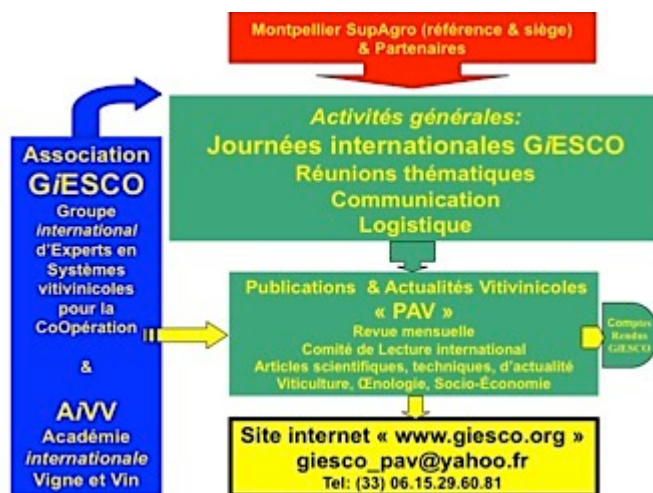 Montpellier SupAgro (référence & siège)
& Partenaires
Activités générales:
Journées internationales GiESCO
Réunions thématiques
Communication
Logistique
Association
GiESCO
Groupe
international
d'Experts en
Systèmes
vitivinicoles
pour la
CoOpération
&
AiVV
Académie
internationale
Vigne et Vin
Publications & Actualités Vitivinicoles
« PAV »
Revue mensuelle
Comité de Lecture international
Articles scientifiques, techniques, d'actualité
Viticulture, Œnologie, Socio-Économie
Comptes
Rendus
GiESCO
Site internet « www.giesco.org »
giesco_pav@yahoo.fr
Tel: (33) 06.15.29.60.81